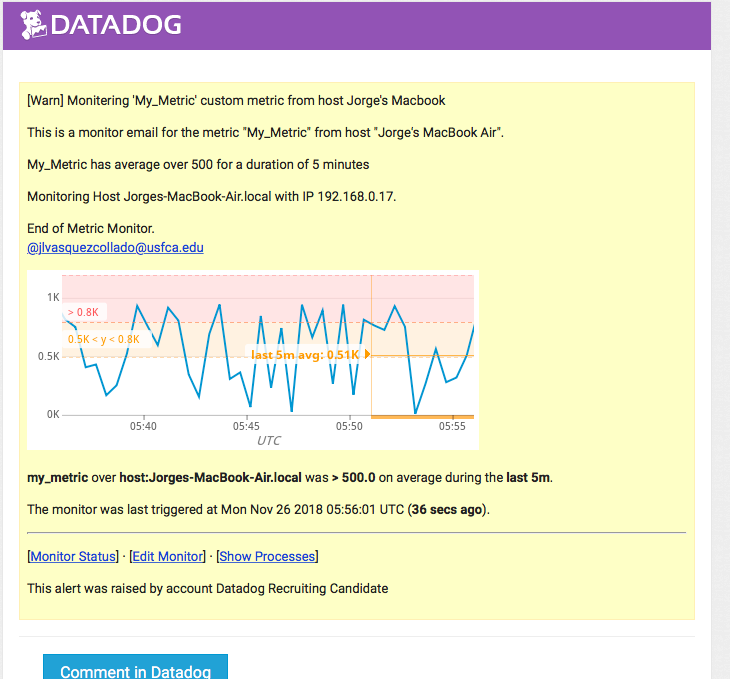 DATADOG
[Warn] Monitering 'My_Metric' custom metric from host Jorge's Macbook
This is a monitor email for the metric "My_Metric" from host "Jorge's MacBook Air".
My_Metric has average over 500 for a duration of 5 minutes
Monitoring Host Jorges-MacBook-Air.local with IP 192.168.0.17.
End of Metric Monitor.
@jlvasquezcollado@usfca.edu
1K
> 0.8K
0.5K < y < 0.8K
0.5K
last 5m avg: 0.51K
0K
05:40 05:45 05:50 05:55
UTC
my_metric over host:Jorges-MacBook-Air.local was > 500.0 on average during the last 5m.
The monitor was last triggered at Mon Nov 26 2018 05:56:01 UTC (36 secs ago).
[Monitor Status] · [Edit Monitor] · [Show Processes]
This alert was raised by account Datadog Recruiting Candidate
Comment in Datadog